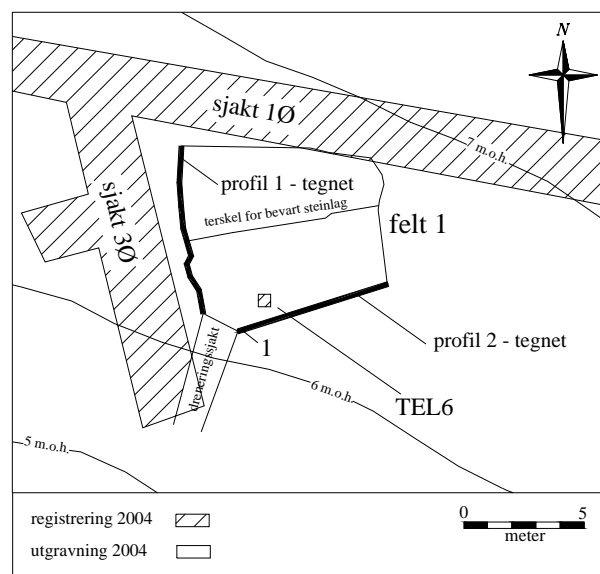 N
sjakt 1Ø
7 m.o.h.
profil 1 - tegnet
sjakt 3Ø
terskel for bevart steinlag
felt 1
1
profil 2 - tegnet
dreneringssjakt
6 m.o.h.
TEL6
5 m.o.h.
registrering 2004
utgravning 2004
0 5
meter